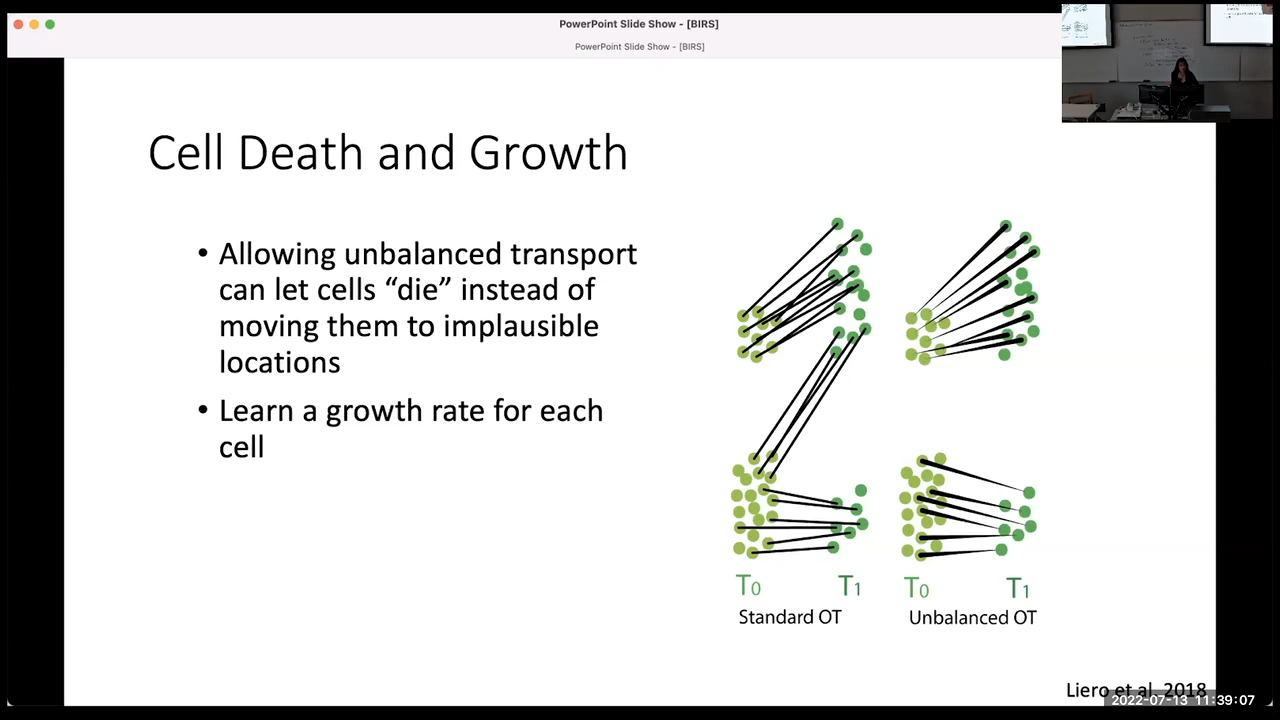 PowerPoint Slide Show - [BIRS]
PowerPoint Slide Show - [BIRS]
Cell Death and Growth
• Allowing unbalanced transport
can let cells “die” instead of
moving them to implausible
locations
• Learn a growth rate for each
cell
T0 T1
Standard OT
T0 T1
Unbalanced OT
Liero et al. 2018
2022-07-13 11:39:07